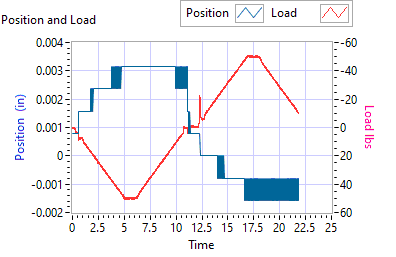 Position Load
Position and Load
0.004 -60
0.003 -40
0.002 -20
0.001 0
0 20
-0.001 40
-0.002 60
Position (in)
Load lbs
0 2.5 5 7.5 10 12.5 15 17.5 20 22.5 25
Time